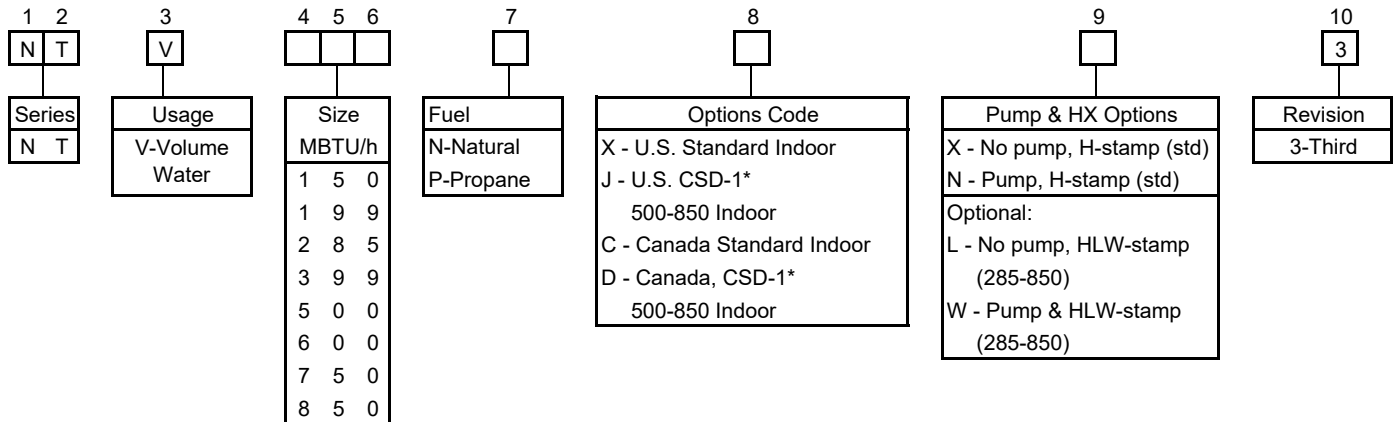 1 2 3 4 5 6 7 8 9 10
N T V 3
Series
N T
Usage
V-Volume
Water
Size
MBTU/h
1 5 0
1 9 9
2 8 5
3 9 9
5 0 0
6 0 0
7 5 0
8 5 0
Fuel
N-Natural
P-Propane
Options Code
X - U.S. Standard Indoor
J - U.S. CSD-1*
500-850 Indoor
C - Canada Standard Indoor
D - Canada, CSD-1*
500-850 Indoor
Pump & HX Options
X - No pump, H-stamp (std)
N - Pump, H-stamp (std)
Optional:
L - No pump, HLW-stamp
(285-850)
W - Pump & HLW-stamp
(285-850)
Revision
3-Third